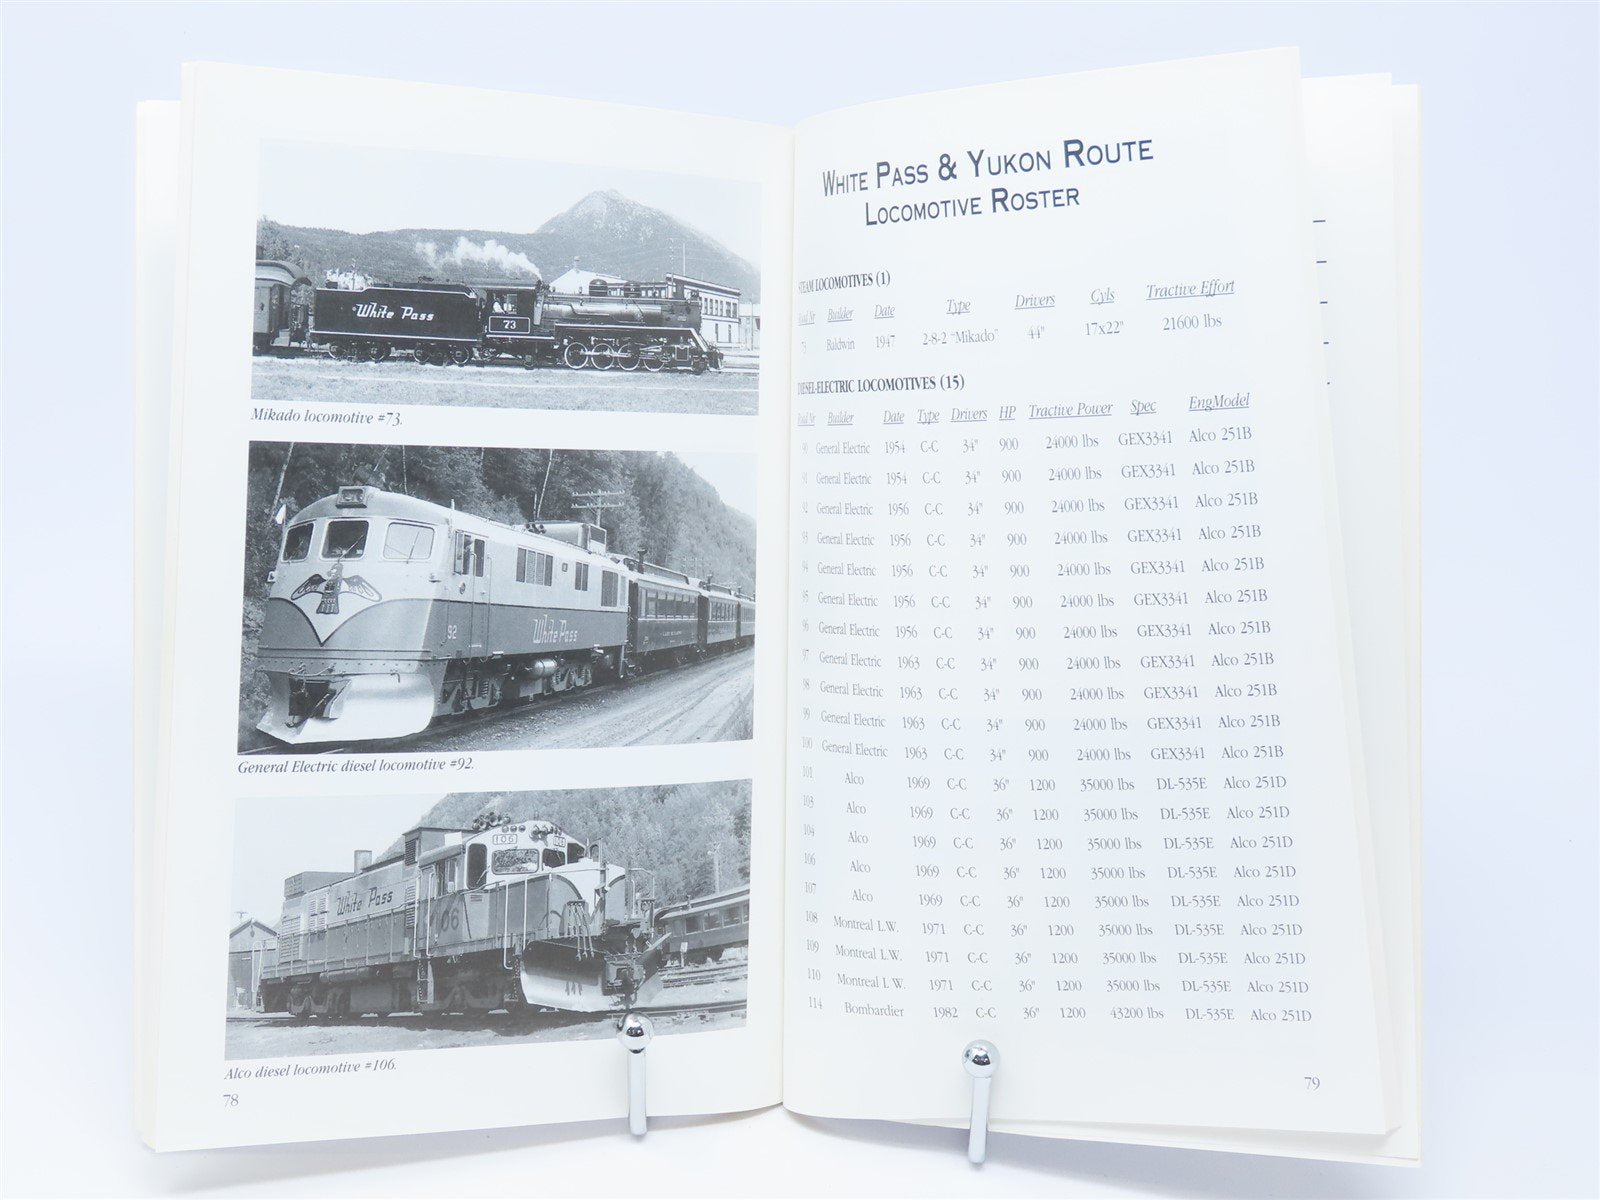 White Pass
73
Mikado locomotive #73.
92
White Pass
General Electric diesel locomotive #92.
106
White Pass
106
Alco diesel locomotive #106.
78
WHITE PASS & YUKON ROUTE
LOCOMOTIVE ROSTER
STEAM LOCOMOTIVES (1)
Road Nr Builder Date Type Drivers Cyls Tractive Effort
73 Baldwin 1947 2-8-2 "Mikado" 44" 17x22" 21600 lbs
DIESEL-ELECTRIC LOCOMOTIVES (15)
Road Nr Builder Date Type Drivers HP Tractive Power Spec EngModel
90 General Electric 1954 C-C 34" 900 24000 lbs GEX3341 Alco 251B
91 General Electric 1954 C-C 34" 900 24000 lbs GEX3341 Alco 251B
92 General Electric 1956 C-C 34" 900 24000 lbs GEX3341 Alco 251B
93 General Electric 1956 C-C 34" 900 24000 lbs GEX3341 Alco 251B
94 General Electric 1956 C-C 34" 900 24000 lbs GEX3341 Alco 251B
95 General Electric 1956 C-C 34" 900 24000 lbs GEX3341 Alco 251B
96 General Electric 1956 C-C 34" 900 24000 lbs GEX3341 Alco 251B
97 General Electric 1963 C-C 34" 900 24000 lbs GEX3341 Alco 251B
98 General Electric 1963 C-C 34" 900 24000 lbs GEX3341 Alco 251B
99 General Electric 1963 C-C 34" 900 24000 lbs GEX3341 Alco 251B
100 General Electric 1963 C-C 34" 900 24000 lbs GEX3341 Alco 251B
101 Alco 1969 C-C 36" 1200 35000 lbs DL-535E Alco 251D
103 Alco 1969 C-C 36" 1200 35000 lbs DL-535E Alco 251D
104 Alco 1969 C-C 36" 1200 35000 lbs DL-535E Alco 251D
106 Alco 1969 C-C 36" 1200 35000 lbs DL-535E Alco 251D
107 Alco 1969 C-C 36" 1200 35000 lbs DL-535E Alco 251D
108 Montreal L.W. 1971 C-C 36" 1200 35000 lbs DL-535E Alco 251D
109 Montreal L.W. 1971 C-C 36" 1200 35000 lbs DL-535E Alco 251D
110 Montreal L.W. 1971 C-C 36" 1200 35000 lbs DL-535E Alco 251D
114 Bombardier 1982 C-C 36" 1200 43200 lbs DL-535E Alco 251D
79